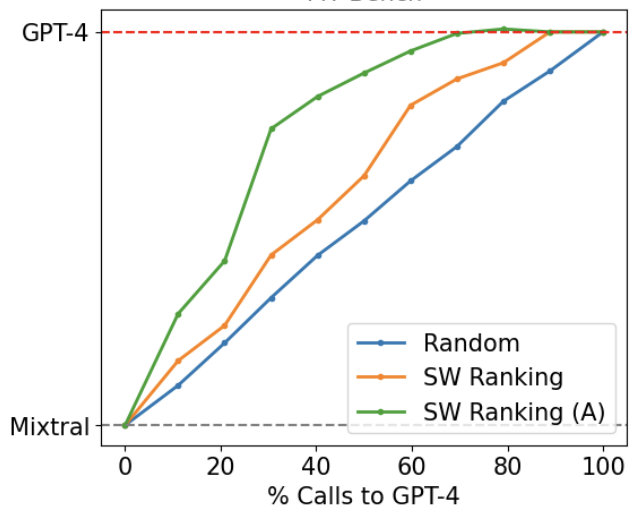 GPT-4
Mixtral
Random
SW Ranking
SW Ranking (A)
0
20
40
60
80
100
% Calls to GPT-4